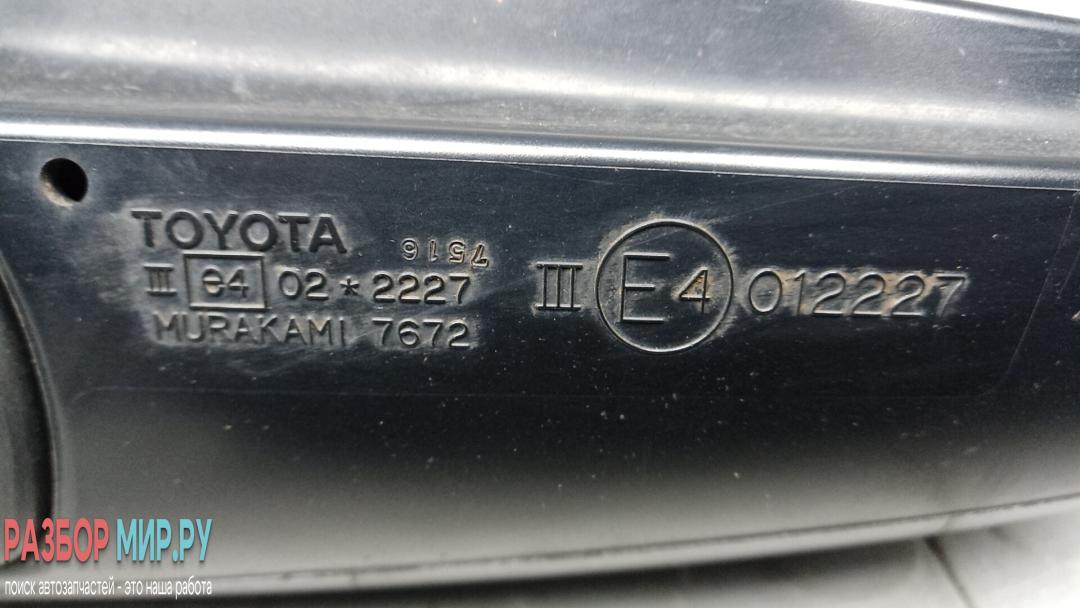 TOYOTA
7516
III e4 02*2227
MURAKAMI 7672
III E4 012227
РАЗБОР МИР.РУ
поиск автозапчастей - это наша работа